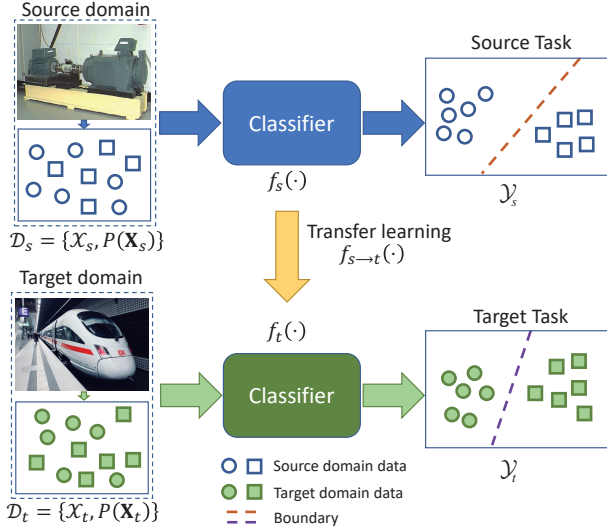 Source domain
Source Task
Classifier
f_s(·)
𝒴_s
𝒟_s = {𝒳_s, P(𝐗_s)}
Transfer learning
f_{s→t}(·)
Target domain
f_t(·)
Target Task
Classifier
𝒴_t
𝒟_t = {𝒳_t, P(𝐗_t)}
Source domain data
Target domain data
Boundary